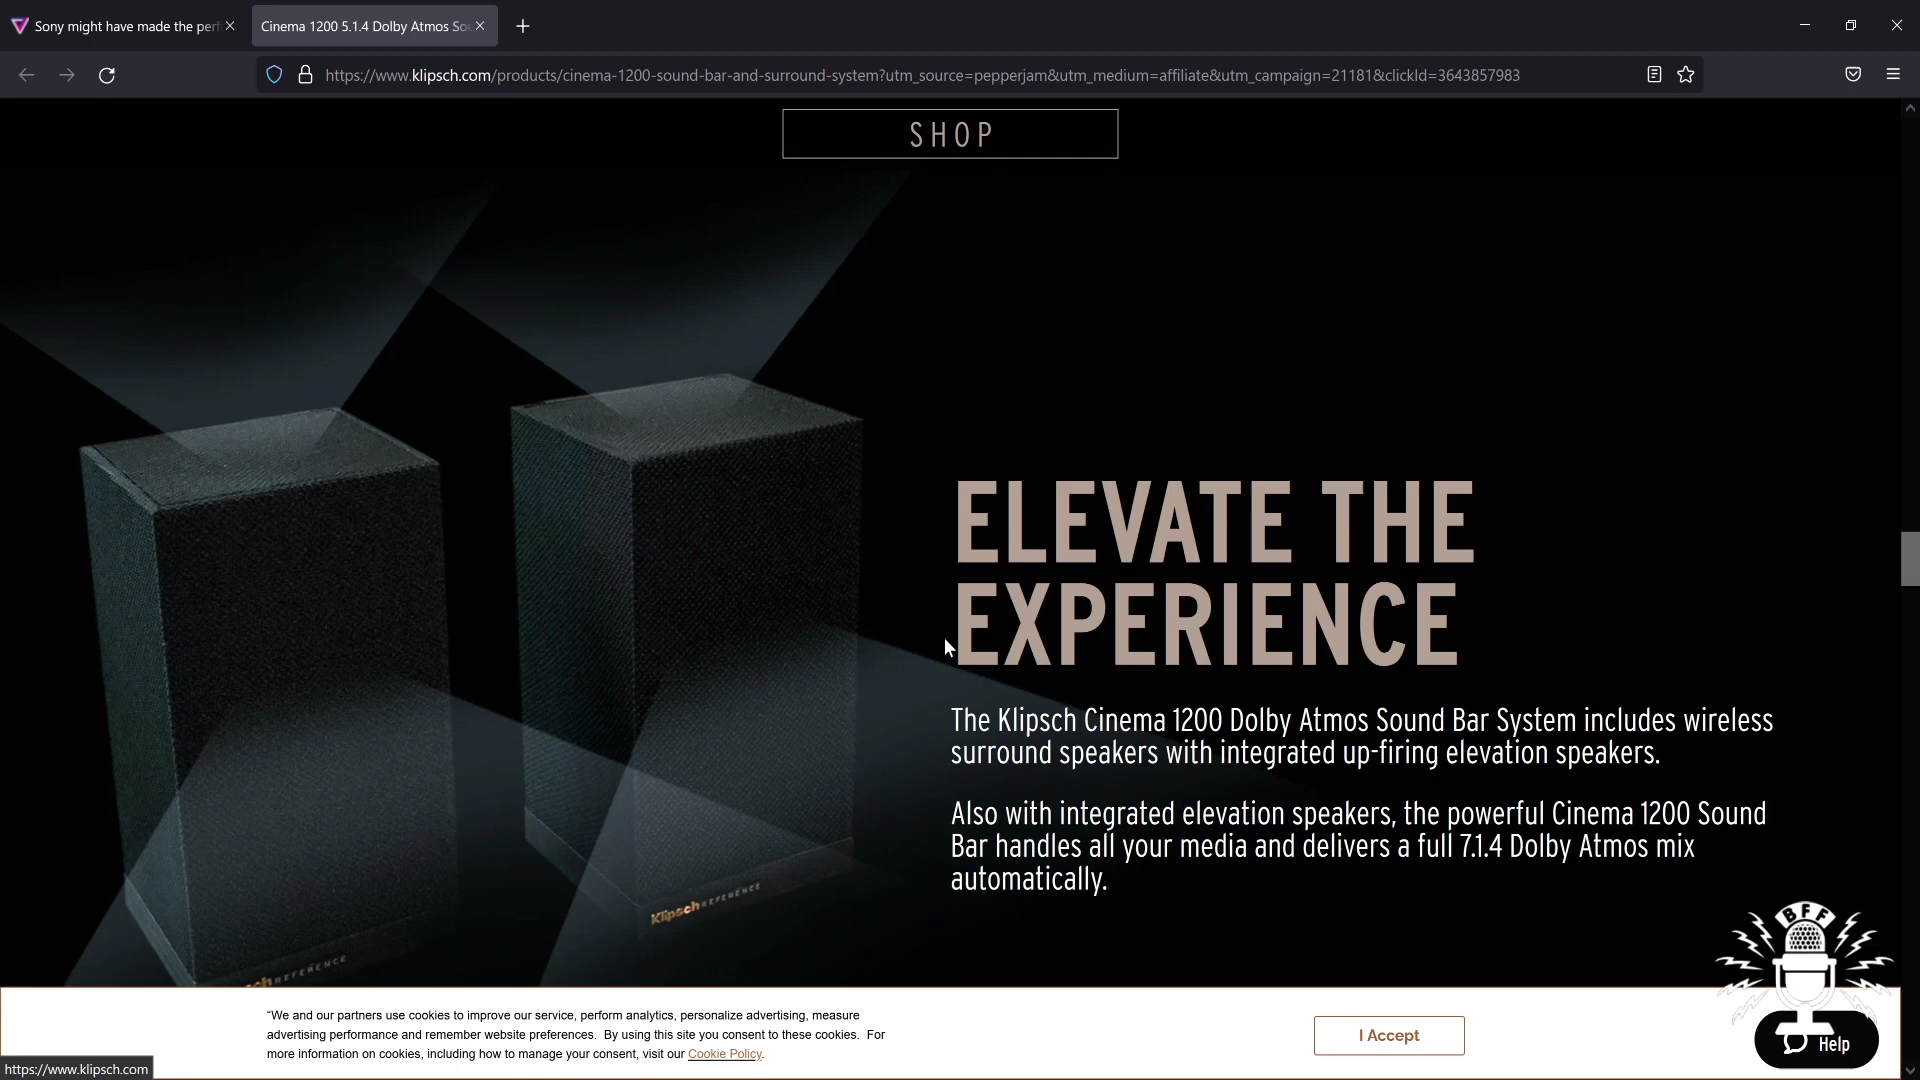 Sony might have made the perf
Cinema 1200 5.1.4 Dolby Atmos Sou
https://www.klipsch.com/products/cinema-1200-sound-bar-and-surround-system?utm_source=pepperjam&utm_medium=affiliate&utm_campaign=21181&clickId=3643857983
SHOP
ELEVATE THE
EXPERIENCE
The Klipsch Cinema 1200 Dolby Atmos Sound Bar System includes wireless
surround speakers with integrated up-firing elevation speakers.
Also with integrated elevation speakers, the powerful Cinema 1200 Sound
Bar handles all your media and delivers a full 7.1.4 Dolby Atmos mix
automatically.
Klipsch REFERENCE
REFERENCE
BFF
“We and our partners use cookies to improve our service, perform analytics, personalize advertising, measure
advertising performance and remember website preferences. By using this site you consent to these cookies. For
more information on cookies, including how to manage your consent, visit our Cookie Policy.
I Accept
Help
https://www.klipsch.com